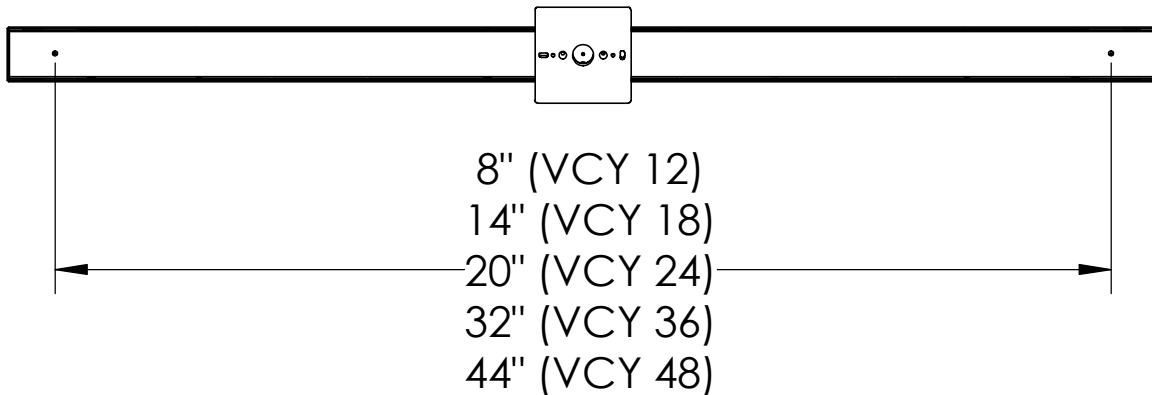 8" (VCY 12)
14" (VCY 18)
20" (VCY 24)
32" (VCY 36)
44" (VCY 48)